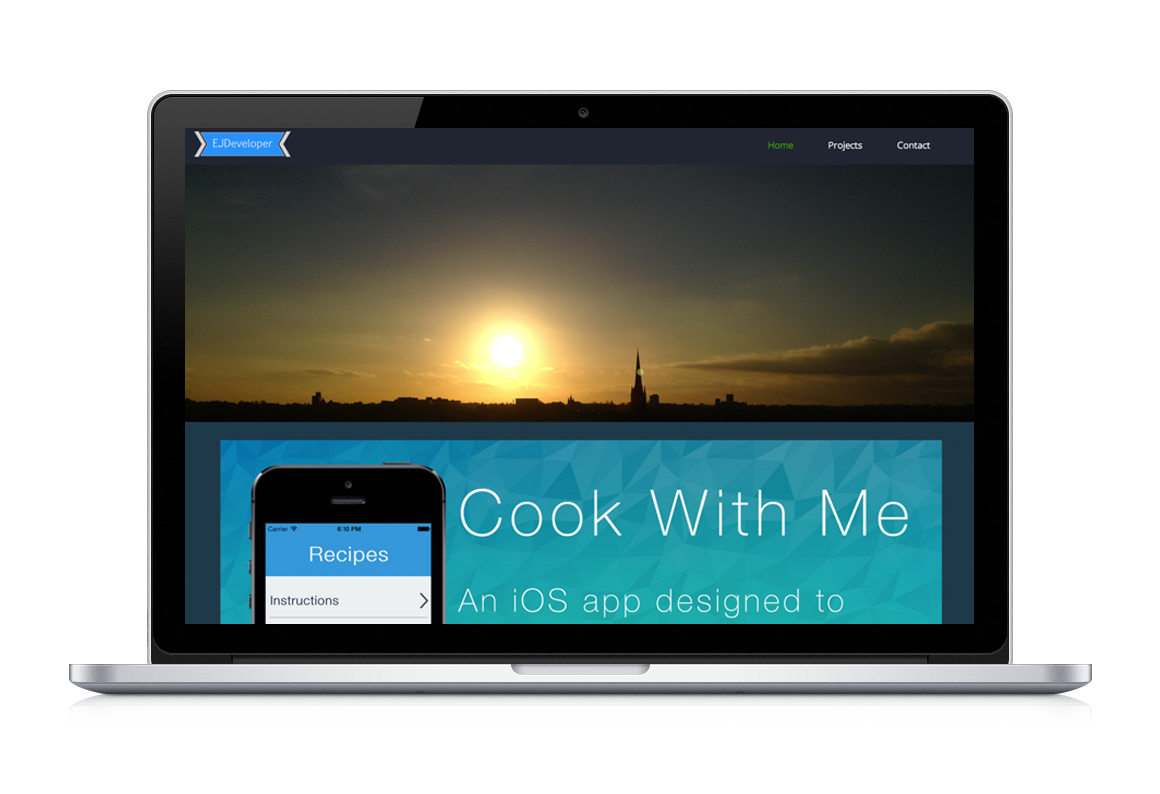 EJDeveloper
Home Projects Contact
Cook With Me
Carrier 6:10 PM
Recipes
Instructions
An iOS app designed to